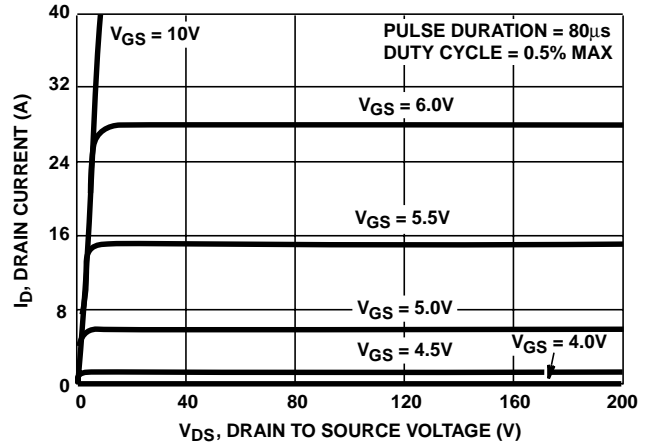 40
V_GS = 10V
PULSE DURATION = 80µs
DUTY CYCLE = 0.5% MAX
32
V_GS = 6.0V
24
I_D, DRAIN CURRENT (A)
16
V_GS = 5.5V
8
V_GS = 5.0V
V_GS = 4.5V
V_GS = 4.0V
0
0 40 80 120 160 200
V_DS, DRAIN TO SOURCE VOLTAGE (V)